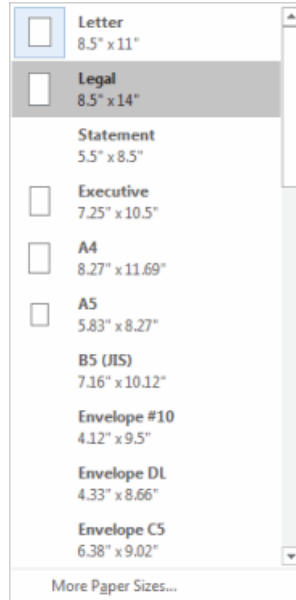 Letter
8.5" x 11"
Legal
8.5" x 14"
Statement
5.5" x 8.5"
Executive
7.25" x 10.5"
A4
8.27" x 11.69"
A5
5.83" x 8.27"
B5 (JIS)
7.16" x 10.12"
Envelope #10
4.12" x 9.5"
Envelope DL
4.33" x 8.66"
Envelope C5
6.38" x 9.02"
More Paper Sizes...